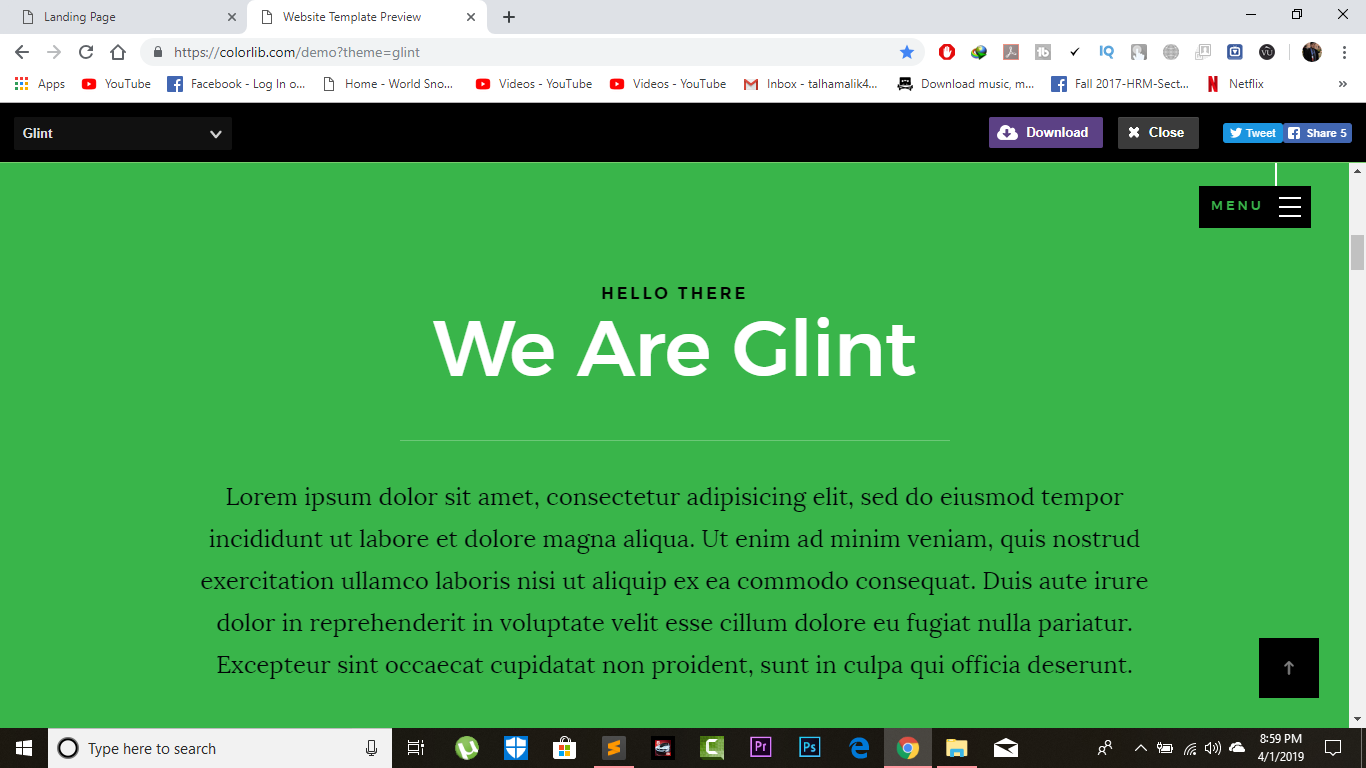 Landing Page
Website Template Preview
https://colorlib.com/demo?theme=glint
Apps
YouTube
Facebook - Log In o...
Home - World Sno...
Videos - YouTube
Videos - YouTube
Inbox - talhamalik4...
Download music, m...
Fall 2017-HRM-Sect...
Netflix
Glint
Download
Close
Tweet
Share 5
MENU
HELLO THERE
We Are Glint
Lorem ipsum dolor sit amet, consectetur adipisicing elit, sed do eiusmod tempor
incididunt ut labore et dolore magna aliqua. Ut enim ad minim veniam, quis nostrud
exercitation ullamco laboris nisi ut aliquip ex ea commodo consequat. Duis aute irure
dolor in reprehenderit in voluptate velit esse cillum dolore eu fugiat nulla pariatur.
Excepteur sint occaecat cupidatat non proident, sunt in culpa qui officia deserunt.
Type here to search
Pr
Ps
8:59 PM
4/1/2019